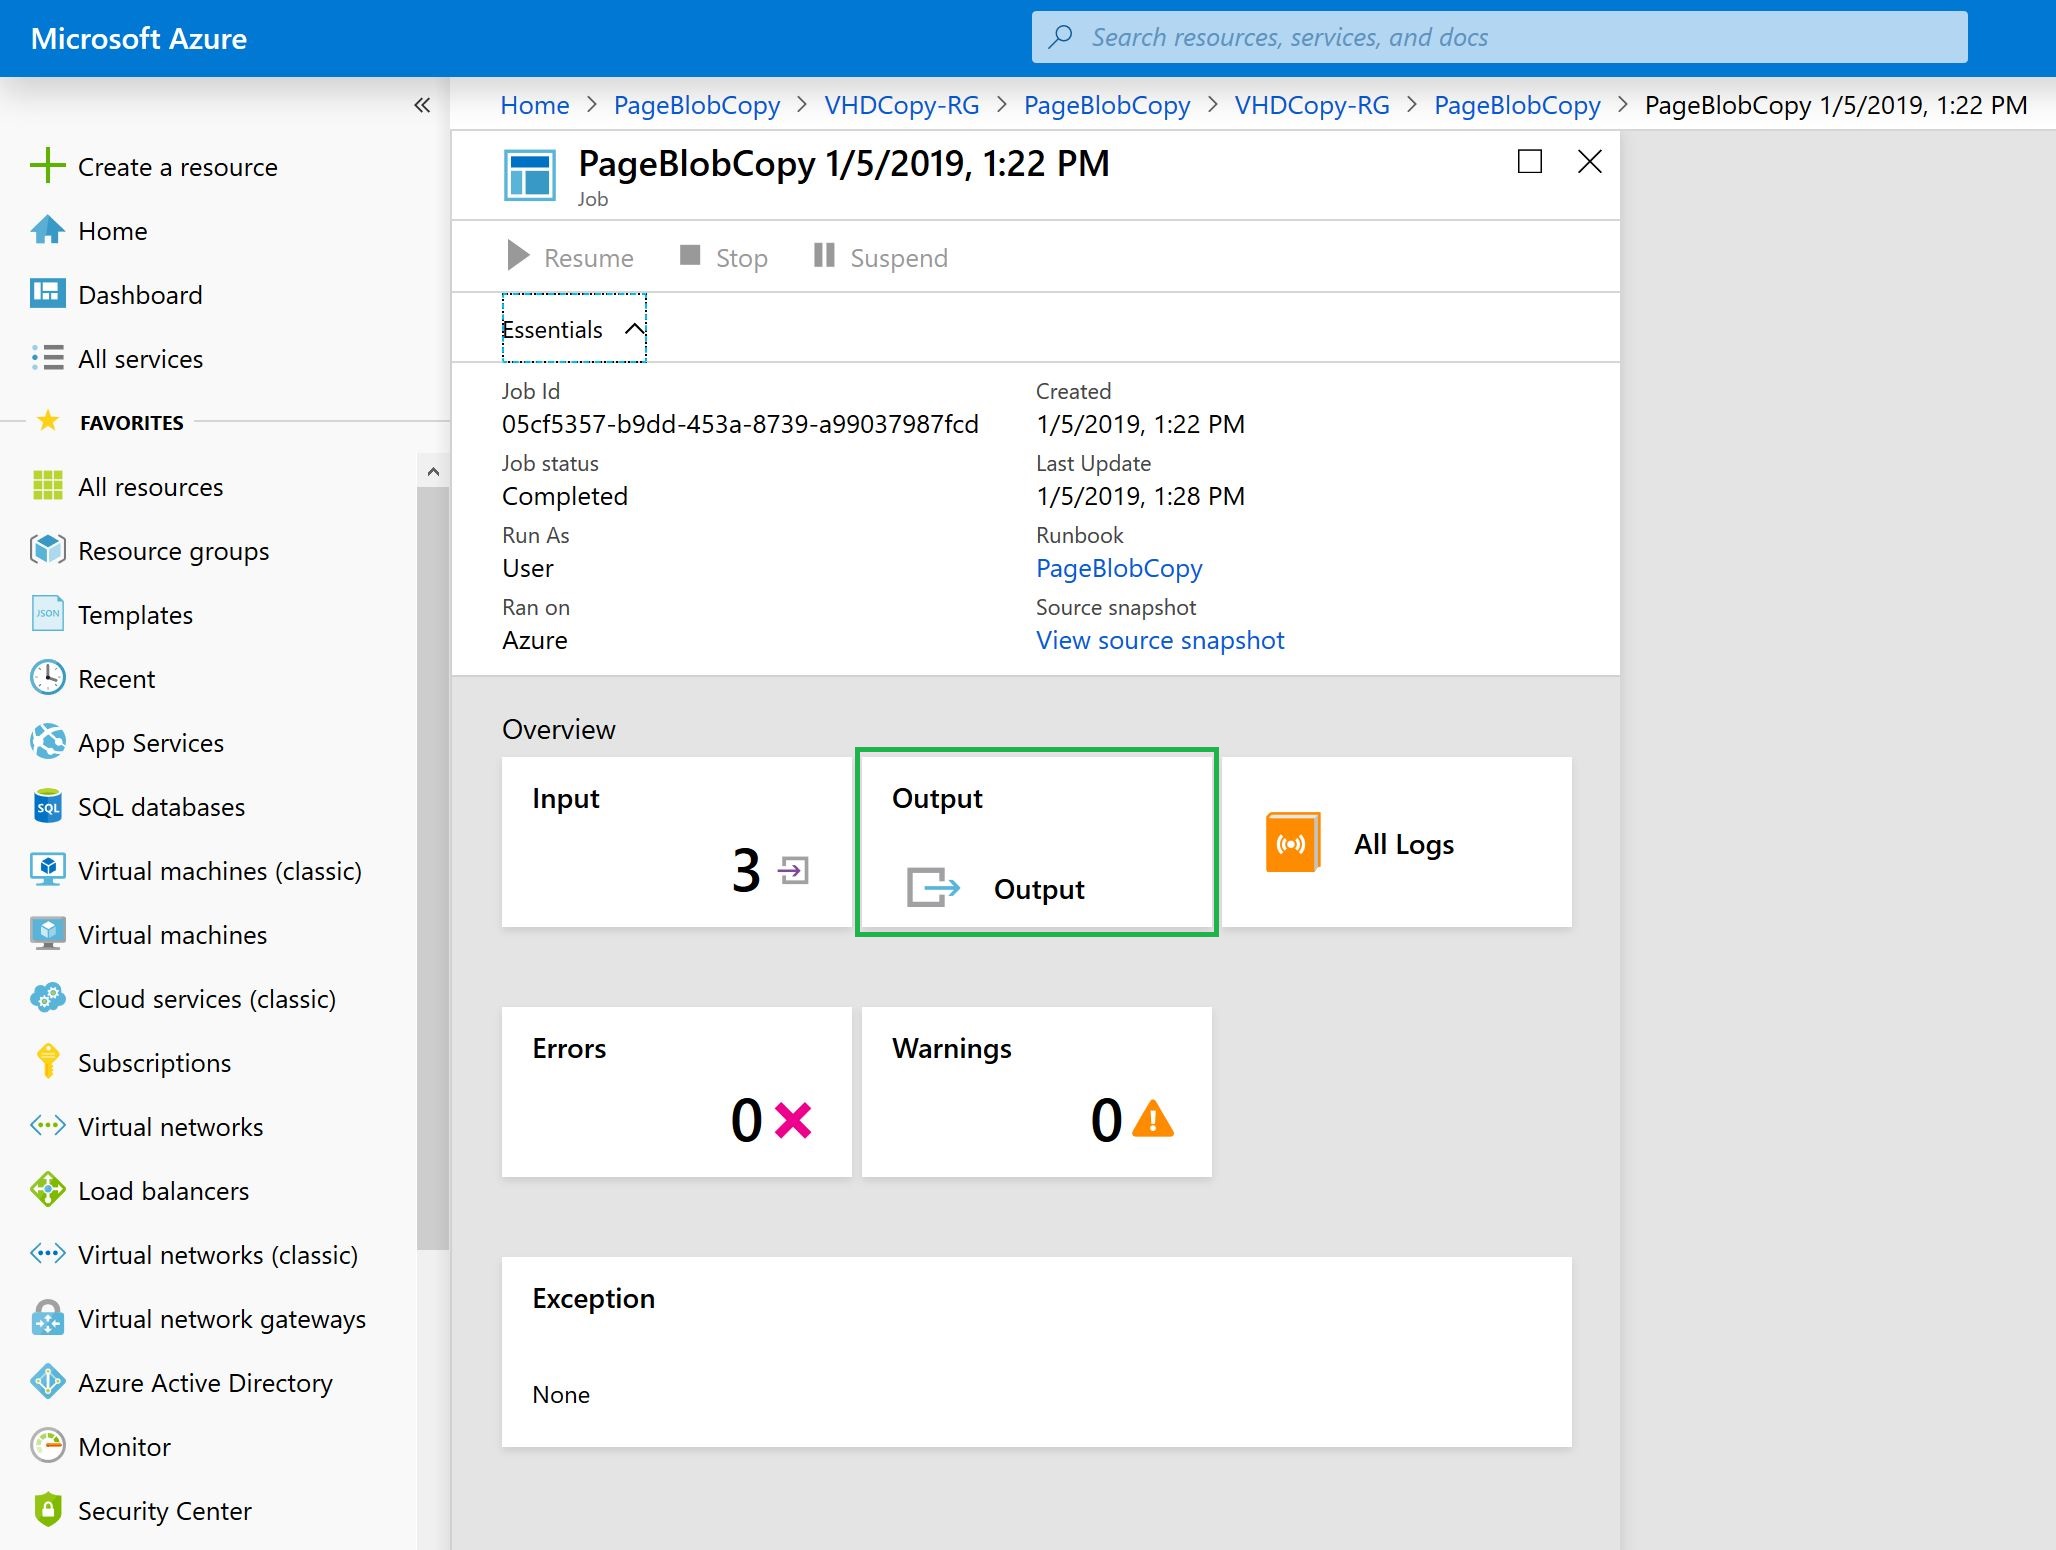 Microsoft Azure
Search resources, services, and docs
Home > PageBlobCopy > VHDCopy-RG > PageBlobCopy > VHDCopy-RG > PageBlobCopy > PageBlobCopy 1/5/2019, 1:22 PM
Create a resource
Home
Dashboard
All services
FAVORITES
All resources
Resource groups
JSON
Templates
Recent
App Services
SQL
SQL databases
Virtual machines (classic)
Virtual machines
Cloud services (classic)
Subscriptions
Virtual networks
Load balancers
Virtual networks (classic)
Virtual network gateways
Azure Active Directory
Monitor
Security Center
PageBlobCopy 1/5/2019, 1:22 PM
Job
Resume Stop Suspend
Essentials
Job Id
05cf5357-b9dd-453a-8739-a99037987fcd
Job status
Completed
Run As
User
Ran on
Azure
Created
1/5/2019, 1:22 PM
Last Update
1/5/2019, 1:28 PM
Runbook
PageBlobCopy
Source snapshot
View source snapshot
Overview
Input
3
Output
Output
All Logs
Errors
0
Warnings
0
Exception
None